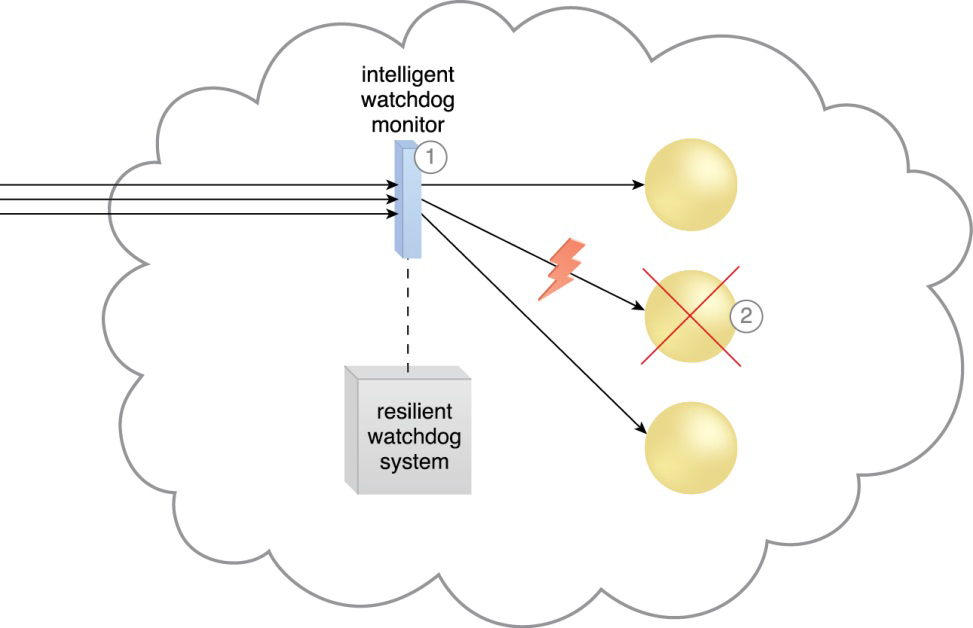 intelligent
watchdog
monitor
1
2
resilient
watchdog
system